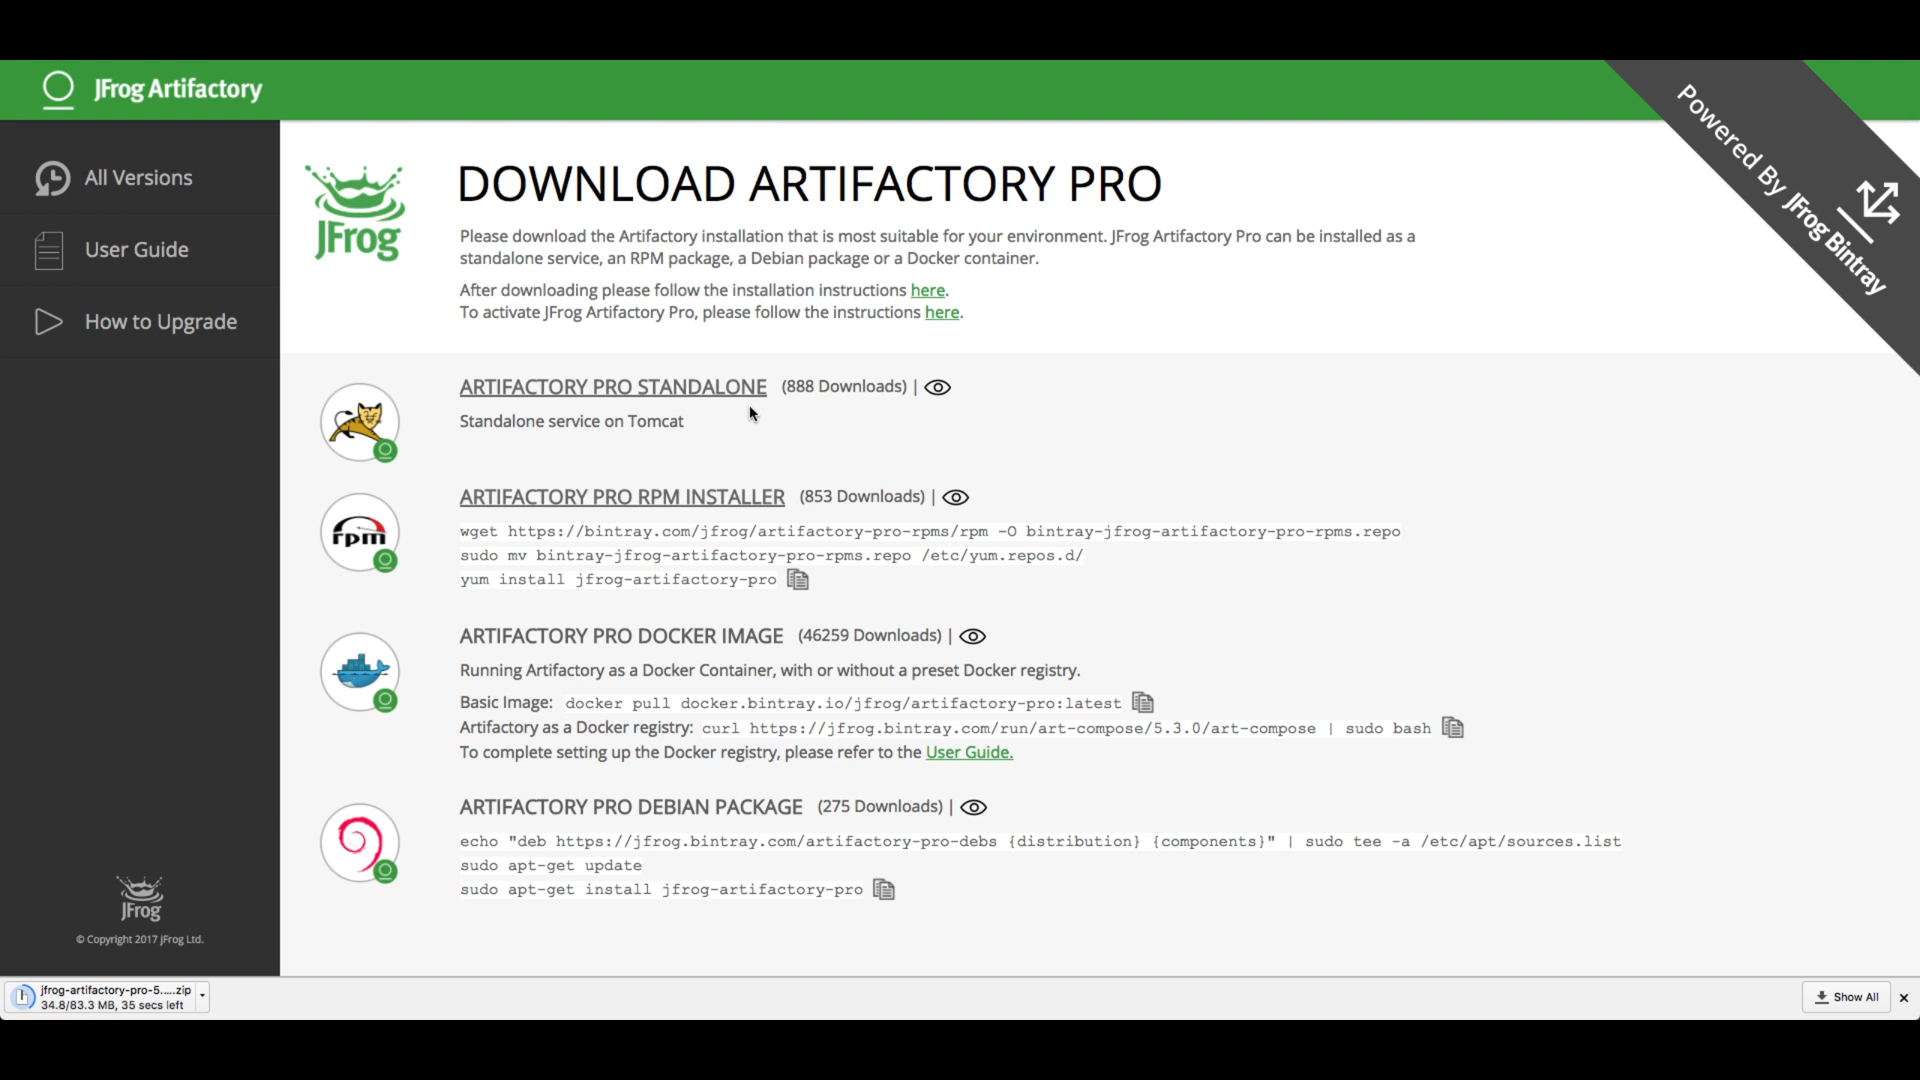 JFrog Artifactory
Powered By JFrog Bintray
All Versions
User Guide
How to Upgrade
JFrog
DOWNLOAD ARTIFACTORY PRO
Please download the Artifactory installation that is most suitable for your environment. JFrog Artifactory Pro can be installed as a
standalone service, an RPM package, a Debian package or a Docker container.
After downloading please follow the installation instructions here.
To activate JFrog Artifactory Pro, please follow the instructions here.
ARTIFACTORY PRO STANDALONE (888 Downloads) |
Standalone service on Tomcat
rpm
ARTIFACTORY PRO RPM INSTALLER (853 Downloads) |
wget https://bintray.com/jfrog/artifactory-pro-rpms/rpm -O bintray-jfrog-artifactory-pro-rpms.repo
sudo mv bintray-jfrog-artifactory-pro-rpms.repo /etc/yum.repos.d/
yum install jfrog-artifactory-pro
ARTIFACTORY PRO DOCKER IMAGE (46259 Downloads) |
Running Artifactory as a Docker Container, with or without a preset Docker registry.
Basic Image: docker pull docker.bintray.io/jfrog/artifactory-pro:latest
Artifactory as a Docker registry: curl https://jfrog.bintray.com/run/art-compose/5.3.0/art-compose | sudo bash
To complete setting up the Docker registry, please refer to the User Guide.
ARTIFACTORY PRO DEBIAN PACKAGE (275 Downloads) |
echo "deb https://jfrog.bintray.com/artifactory-pro-debs {distribution} {components}" | sudo tee -a /etc/apt/sources.list
sudo apt-get update
sudo apt-get install jfrog-artifactory-pro
JFrog
© Copyright 2017 JFrog Ltd.
jfrog-artifactory-pro-5.....zip
34.8/83.3 MB, 35 secs left
Show All